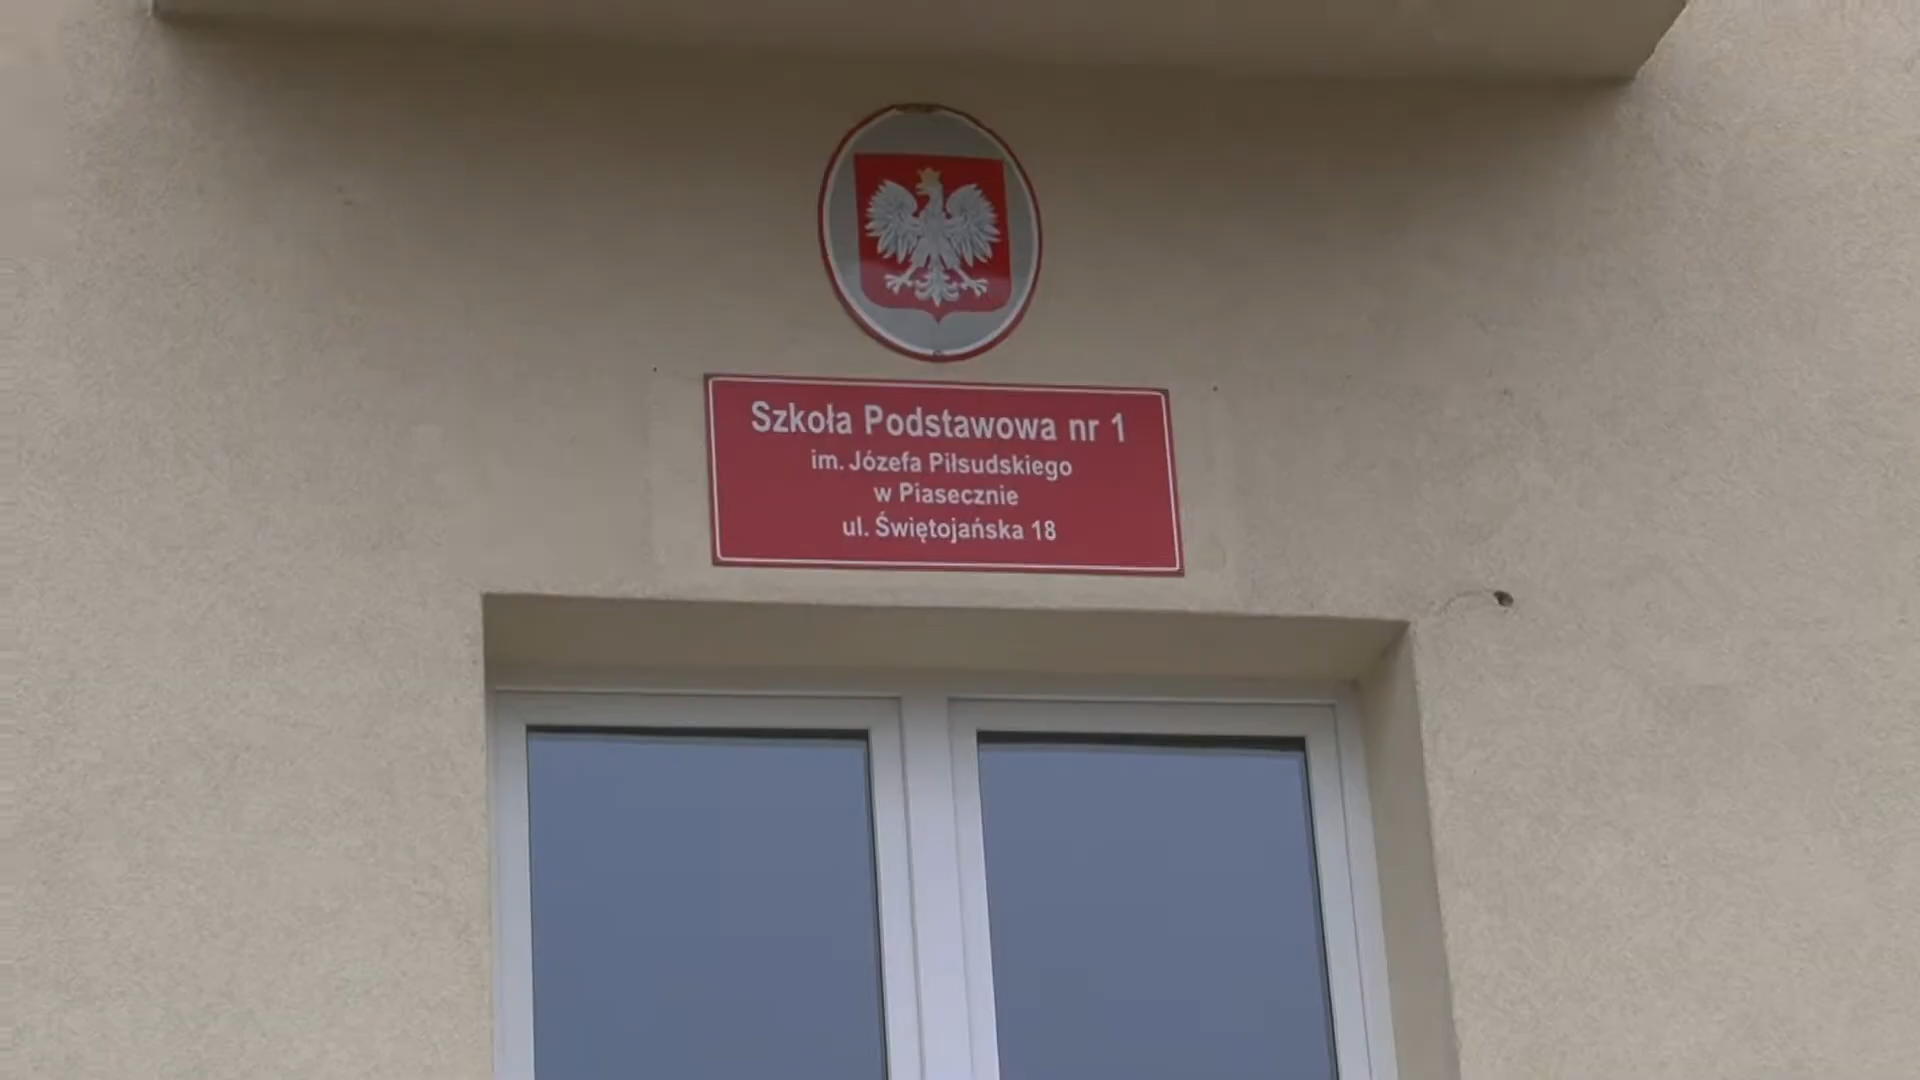 Szkoła Podstawowa nr 1
im. Józefa Piłsudskiego
w Piasecznie
ul. Świętojańska 18